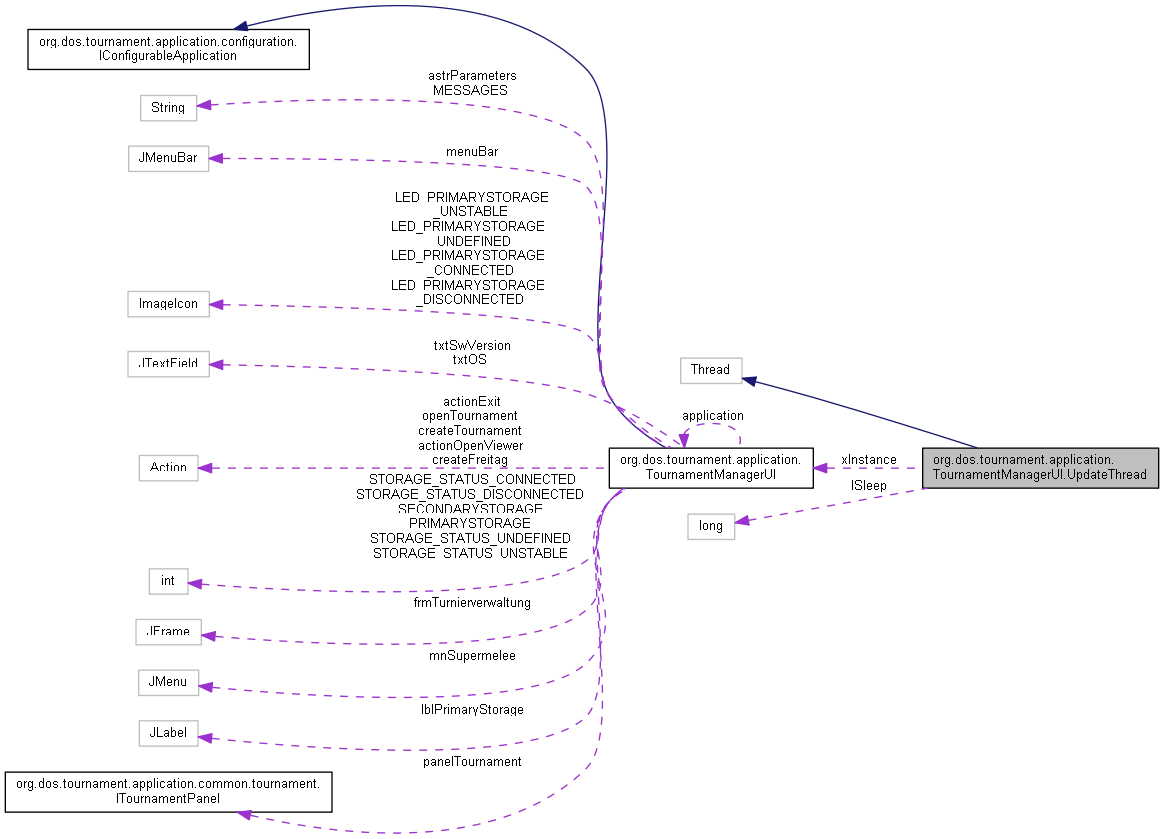 org.dos.tournament.application.configuration.
IConfigurableApplication
astrParameters
MESSAGES
String
menuBar
JMenuBar
LED_PRIMARYSTORAGE
_UNSTABLE
LED_PRIMARYSTORAGE
_UNDEFINED
LED_PRIMARYSTORAGE
_CONNECTED
LED_PRIMARYSTORAGE
_DISCONNECTED
ImageIcon
txtSwVersion
txtOS
JTextField
Thread
actionExit
openTournament
createTournament
actionOpenViewer
createFreitag
application
Action
org.dos.tournament.application.
TournamentManagerUI
xInstance
org.dos.tournament.application.
TournamentManagerUI.UpdateThread
lSleep
long
STORAGE_STATUS_CONNECTED
STORAGE_STATUS_DISCONNECTED
SECONDARYSTORAGE
PRIMARYSTORAGE
STORAGE_STATUS_UNDEFINED
STORAGE_STATUS_UNSTABLE
int
frmTurnierverwaltung
JFrame
mnSupermelee
JMenu
lblPrimaryStorage
JLabel
panelTournament
org.dos.tournament.application.common.tournament.
ITournamentPanel